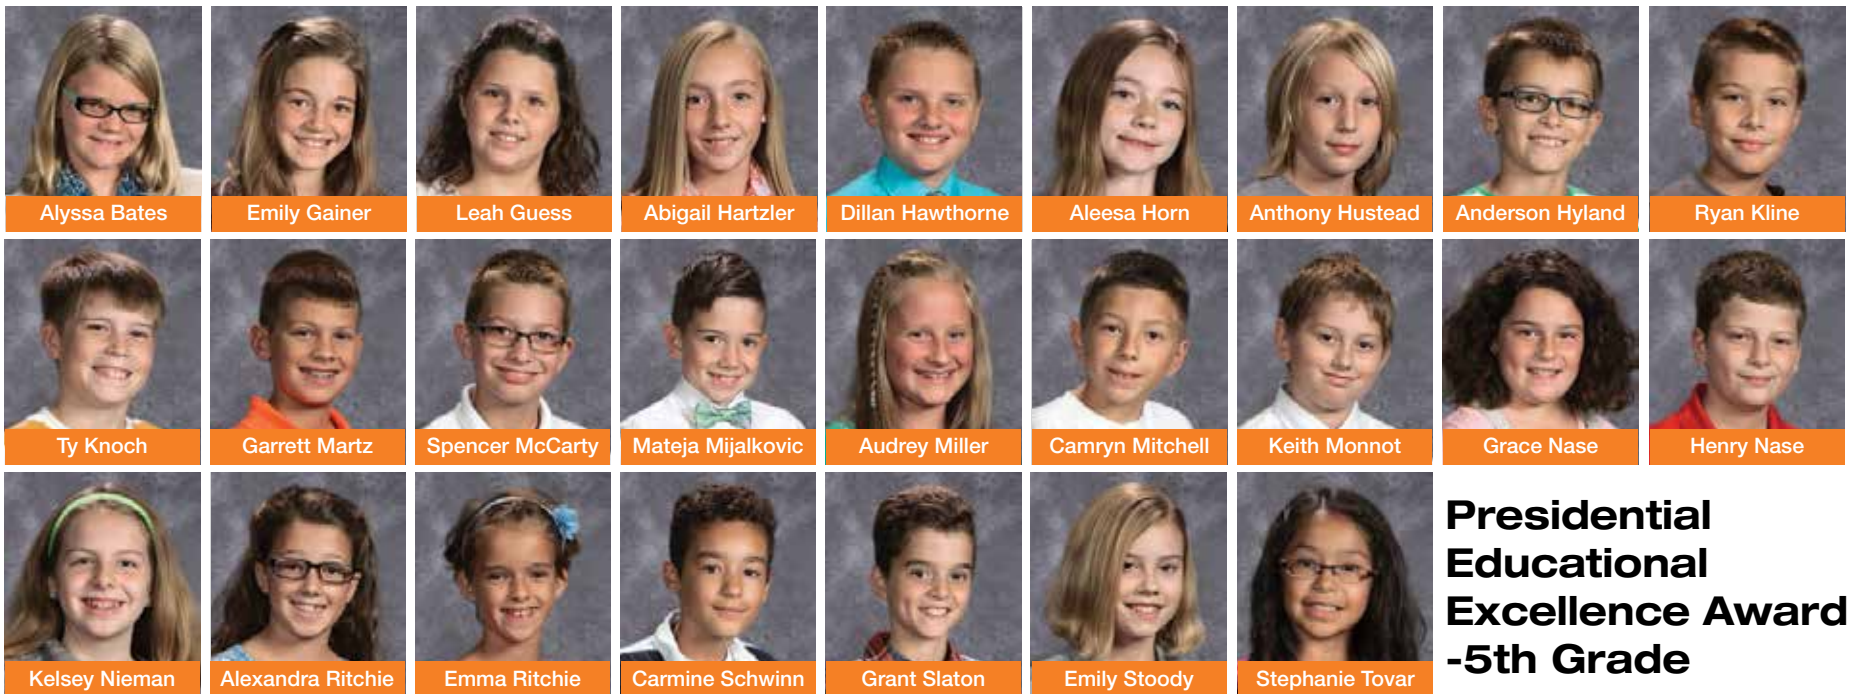 Alyssa Bates
Emily Gainer
Leah Guess
Abigail Hartzler
Dillan Hawthorne
Aleesa Horn
Anthony Hustead
Anderson Hyland
Ryan Kline
Ty Knoch
Garrett Martz
Spencer McCarty
Mateja Mijalkovic
Audrey Miller
Camryn Mitchell
Keith Monnot
Grace Nase
Henry Nase
Kelsey Nieman
Alexandra Ritchie
Emma Ritchie
Carmine Schwinn
Grant Slaton
Emily Stoody
Stephanie Tovar
Presidential
Educational
Excellence Award
-5th Grade